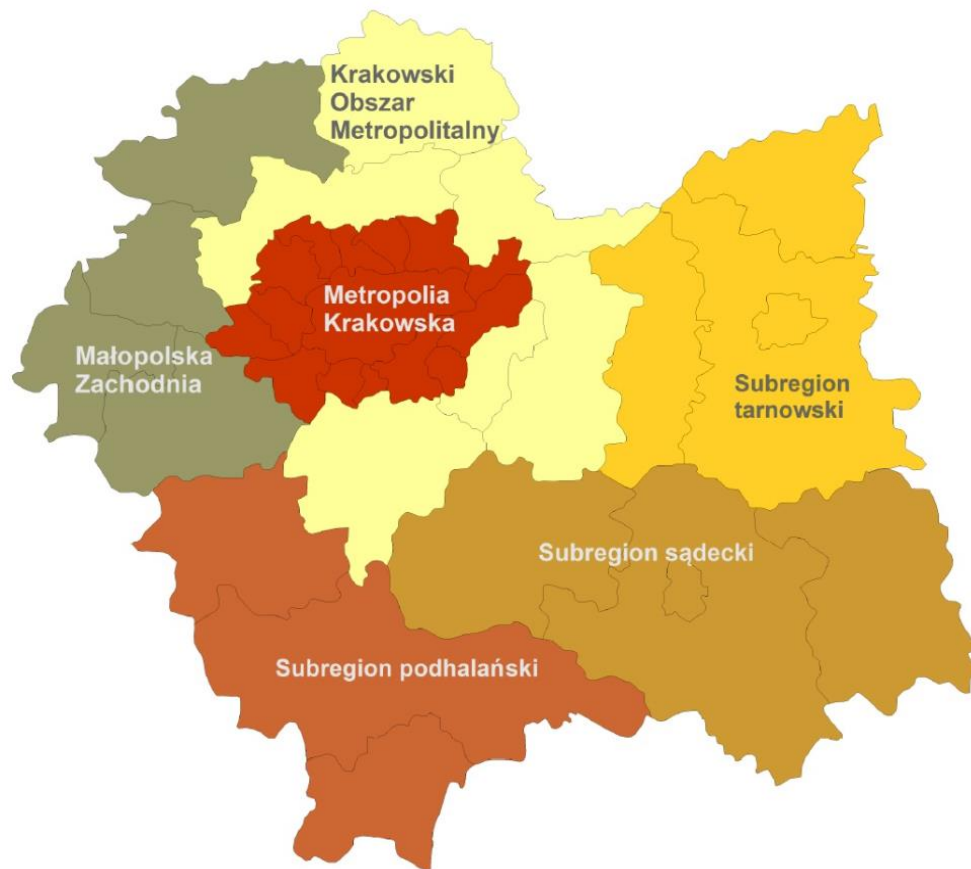 Krakowski
Obszar
Metropolitalny
Metropolia
Krakowska
Małopolska
Zachodnia
Subregion
tarnowski
Subregion sądecki
Subregion podhalański